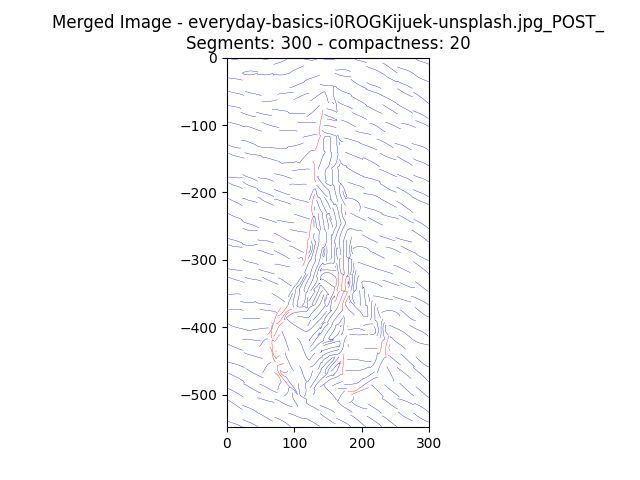 Merged Image - everyday-basics-i0ROGKijuek-unsplash.jpg_POST_
Segments: 300 - compactness: 20
0
−100
−200
−300
−400
−500
0 100 200 300